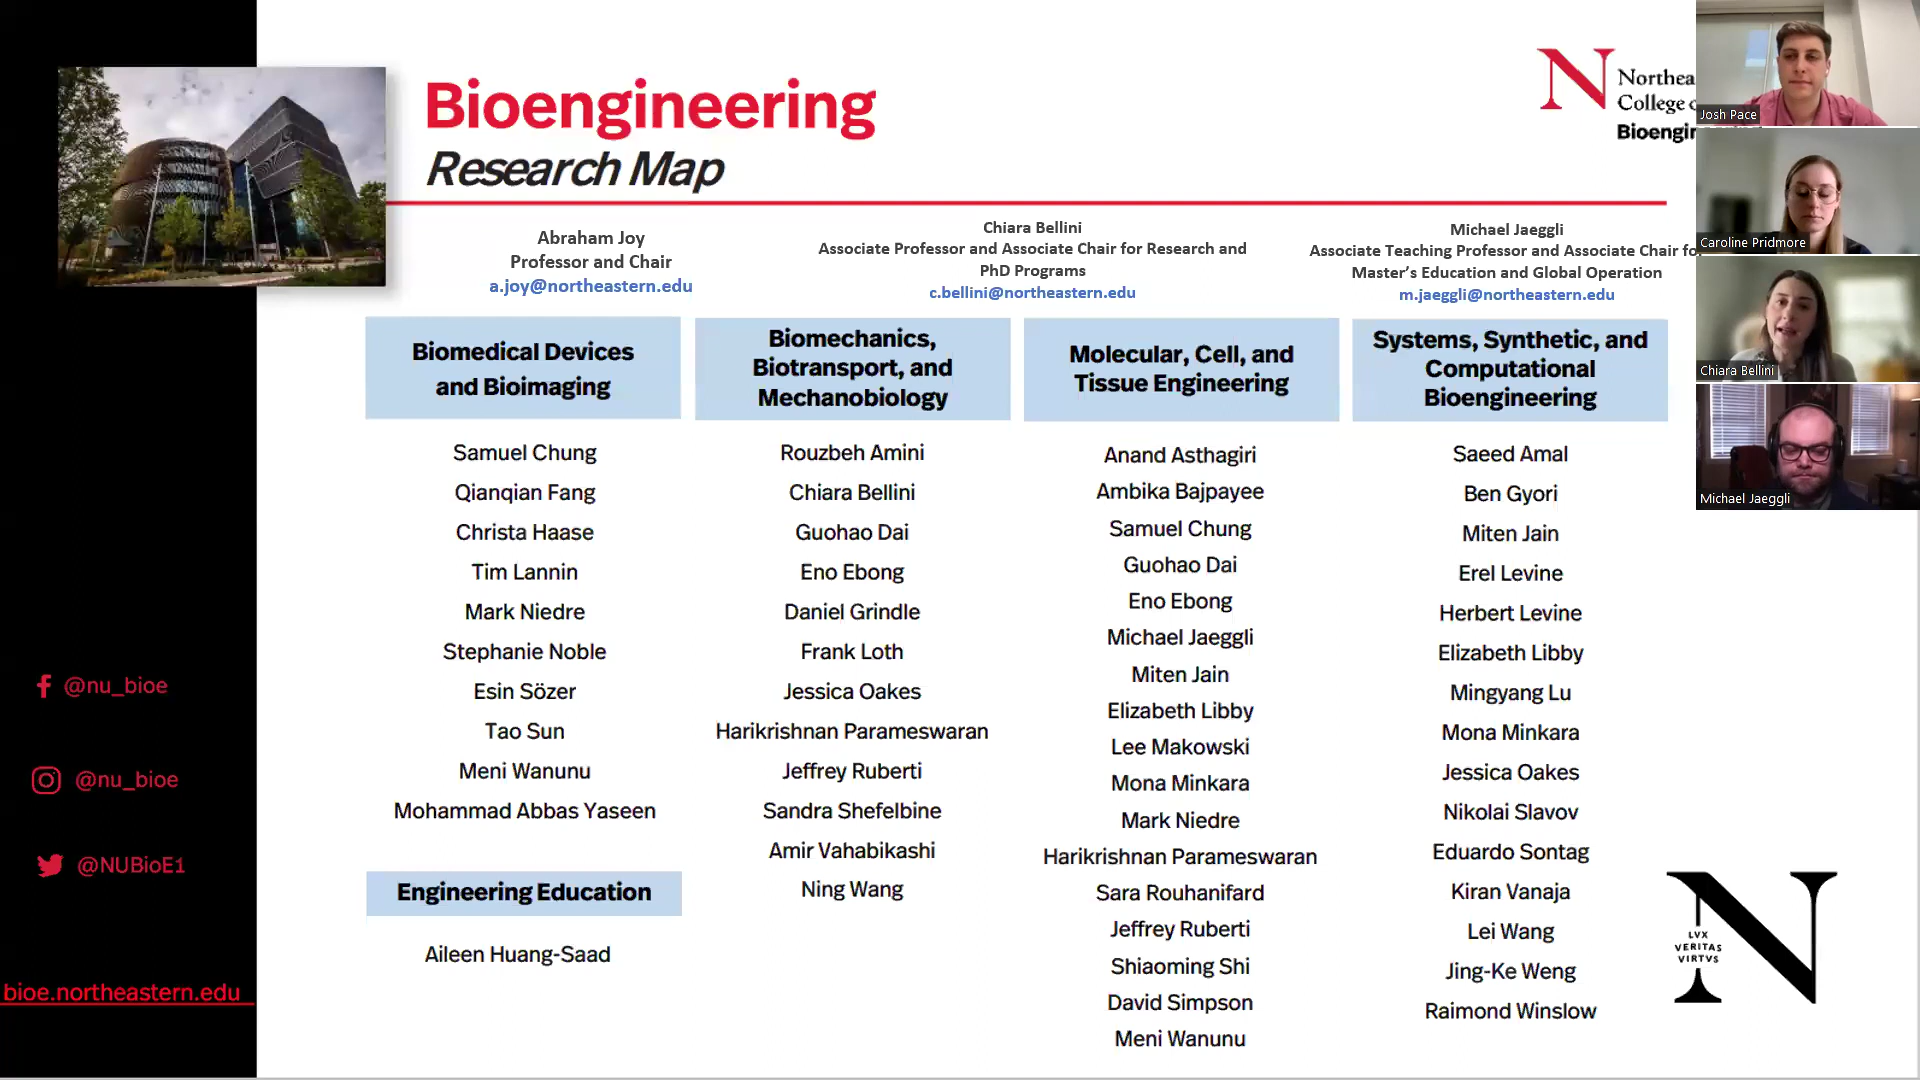 Bioengineering
Research Map
Northea
College
Bioengi
Abraham Joy
Professor and Chair
a.joy@northeastern.edu
Chiara Bellini
Associate Professor and Associate Chair for Research and
PhD Programs
c.bellini@northeastern.edu
Michael Jaeggli
Associate Teaching Professor and Associate Chair fo
Master’s Education and Global Operation
m.jaeggli@northeastern.edu
Biomedical Devices
and Bioimaging
Samuel Chung
Qianqian Fang
Christa Haase
Tim Lannin
Mark Niedre
Stephanie Noble
Esin Sözer
Tao Sun
Meni Wanunu
Mohammad Abbas Yaseen
Engineering Education
Aileen Huang-Saad
Biomechanics,
Biotransport, and
Mechanobiology
Rouzbeh Amini
Chiara Bellini
Guohao Dai
Eno Ebong
Daniel Grindle
Frank Loth
Jessica Oakes
Harikrishnan Parameswaran
Jeffrey Ruberti
Sandra Shefelbine
Amir Vahabikashi
Ning Wang
Molecular, Cell, and
Tissue Engineering
Anand Asthagiri
Ambika Bajpayee
Samuel Chung
Guohao Dai
Eno Ebong
Michael Jaeggli
Miten Jain
Elizabeth Libby
Lee Makowski
Mona Minkara
Mark Niedre
Harikrishnan Parameswaran
Sara Rouhanifard
Jeffrey Ruberti
Shiaoming Shi
David Simpson
Meni Wanunu
Systems, Synthetic, and
Computational
Bioengineering
Saeed Amal
Ben Gyori
Miten Jain
Erel Levine
Herbert Levine
Elizabeth Libby
Mingyang Lu
Mona Minkara
Jessica Oakes
Nikolai Slavov
Eduardo Sontag
Kiran Vanaja
Lei Wang
Jing-Ke Weng
Raimond Winslow
@nu_bioe
@nu_bioe
@NUBioE1
bioe.northeastern.edu
LVX
VERITAS
VIRTVS
Josh Pace
Caroline Pridmore
Chiara Bellini
Michael Jaeggli